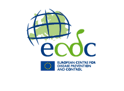 ecdc
EUROPEAN CENTRE FOR
DISEASE PREVENTION
AND CONTROL